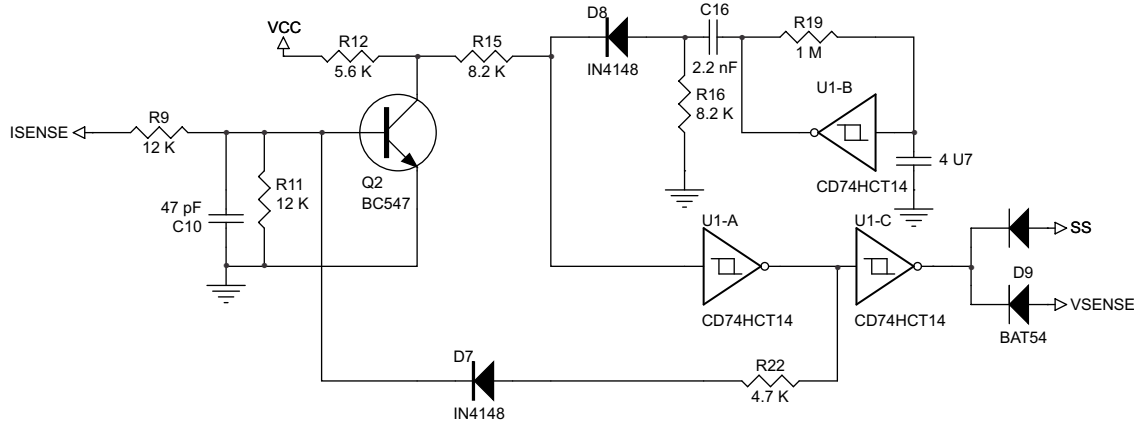 D8
C16
R19
VCC
R12
R15
5.6 K
8.2 K
IN4148
2.2 nF
1 M
R16
8.2 K
U1-B
ISENSE
R9
12 K
4 U7
Q2
BC547
R11
12 K
CD74HCT14
47 pF
C10
U1-A
U1-C
SS
D9
VSENSE
CD74HCT14
CD74HCT14
BAT54
D7
R22
IN4148
4.7 K